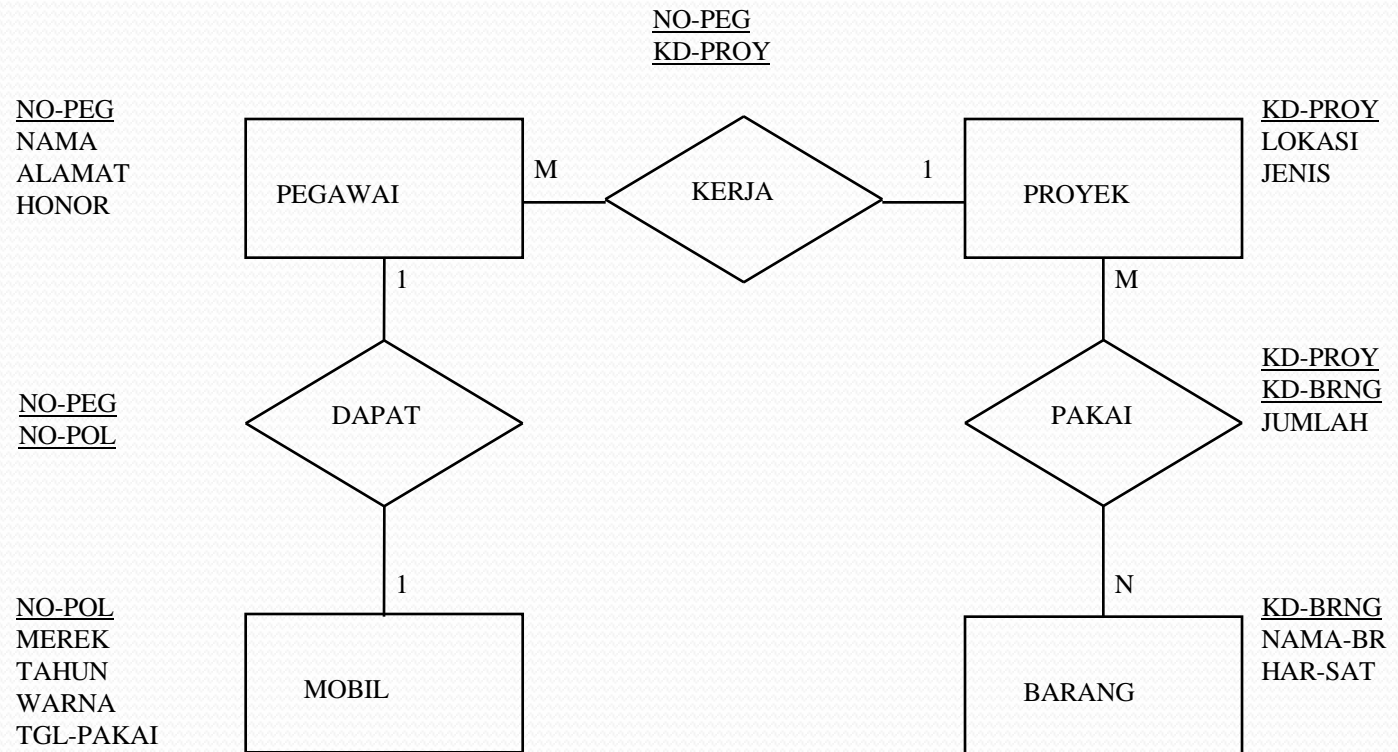 NO-PEG
KD-PROY
NO-PEG
NAMA
ALAMAT
HONOR
PEGAWAI
M
KERJA
1
PROYEK
KD-PROY
LOKASI
JENIS
1
M
NO-PEG
NO-POL
DAPAT
PAKAI
KD-PROY
KD-BRNG
JUMLAH
1
N
NO-POL
MEREK
TAHUN
WARNA
TGL-PAKAI
MOBIL
BARANG
KD-BRNG
NAMA-BR
HAR-SAT